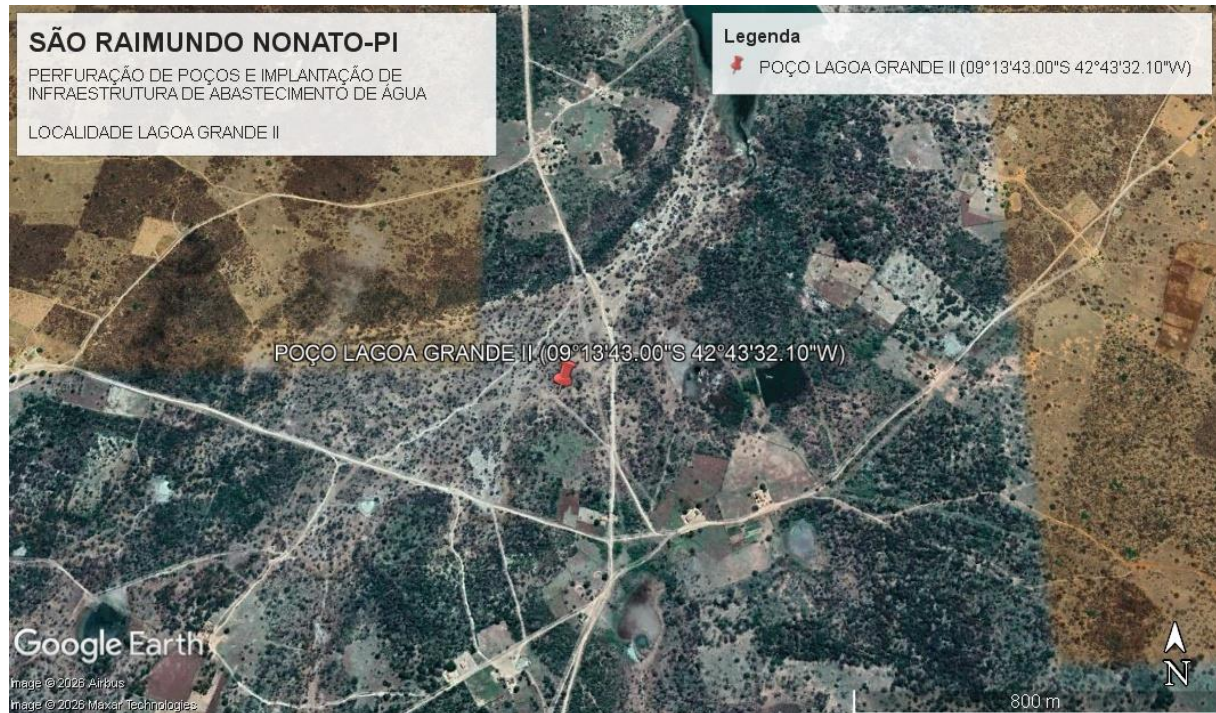 SÃO RAIMUNDO NONATO-PI
PERFURAÇÃO DE POÇOS E IMPLANTAÇÃO DE
INFRAESTRUTURA DE ABASTECIMENTO DE ÁGUA
LOCALIDADE LAGOA GRANDE II
Legenda
POÇO LAGOA GRANDE II (09°13'43.00"S 42°43'32.10"W)
POÇO LAGOA GRANDE II (09°13'43.00"S 42°43'32.10"W)
Google Earth
Image © 2026 Airbus
Image © 2026 Maxar Technologies
800 m
N